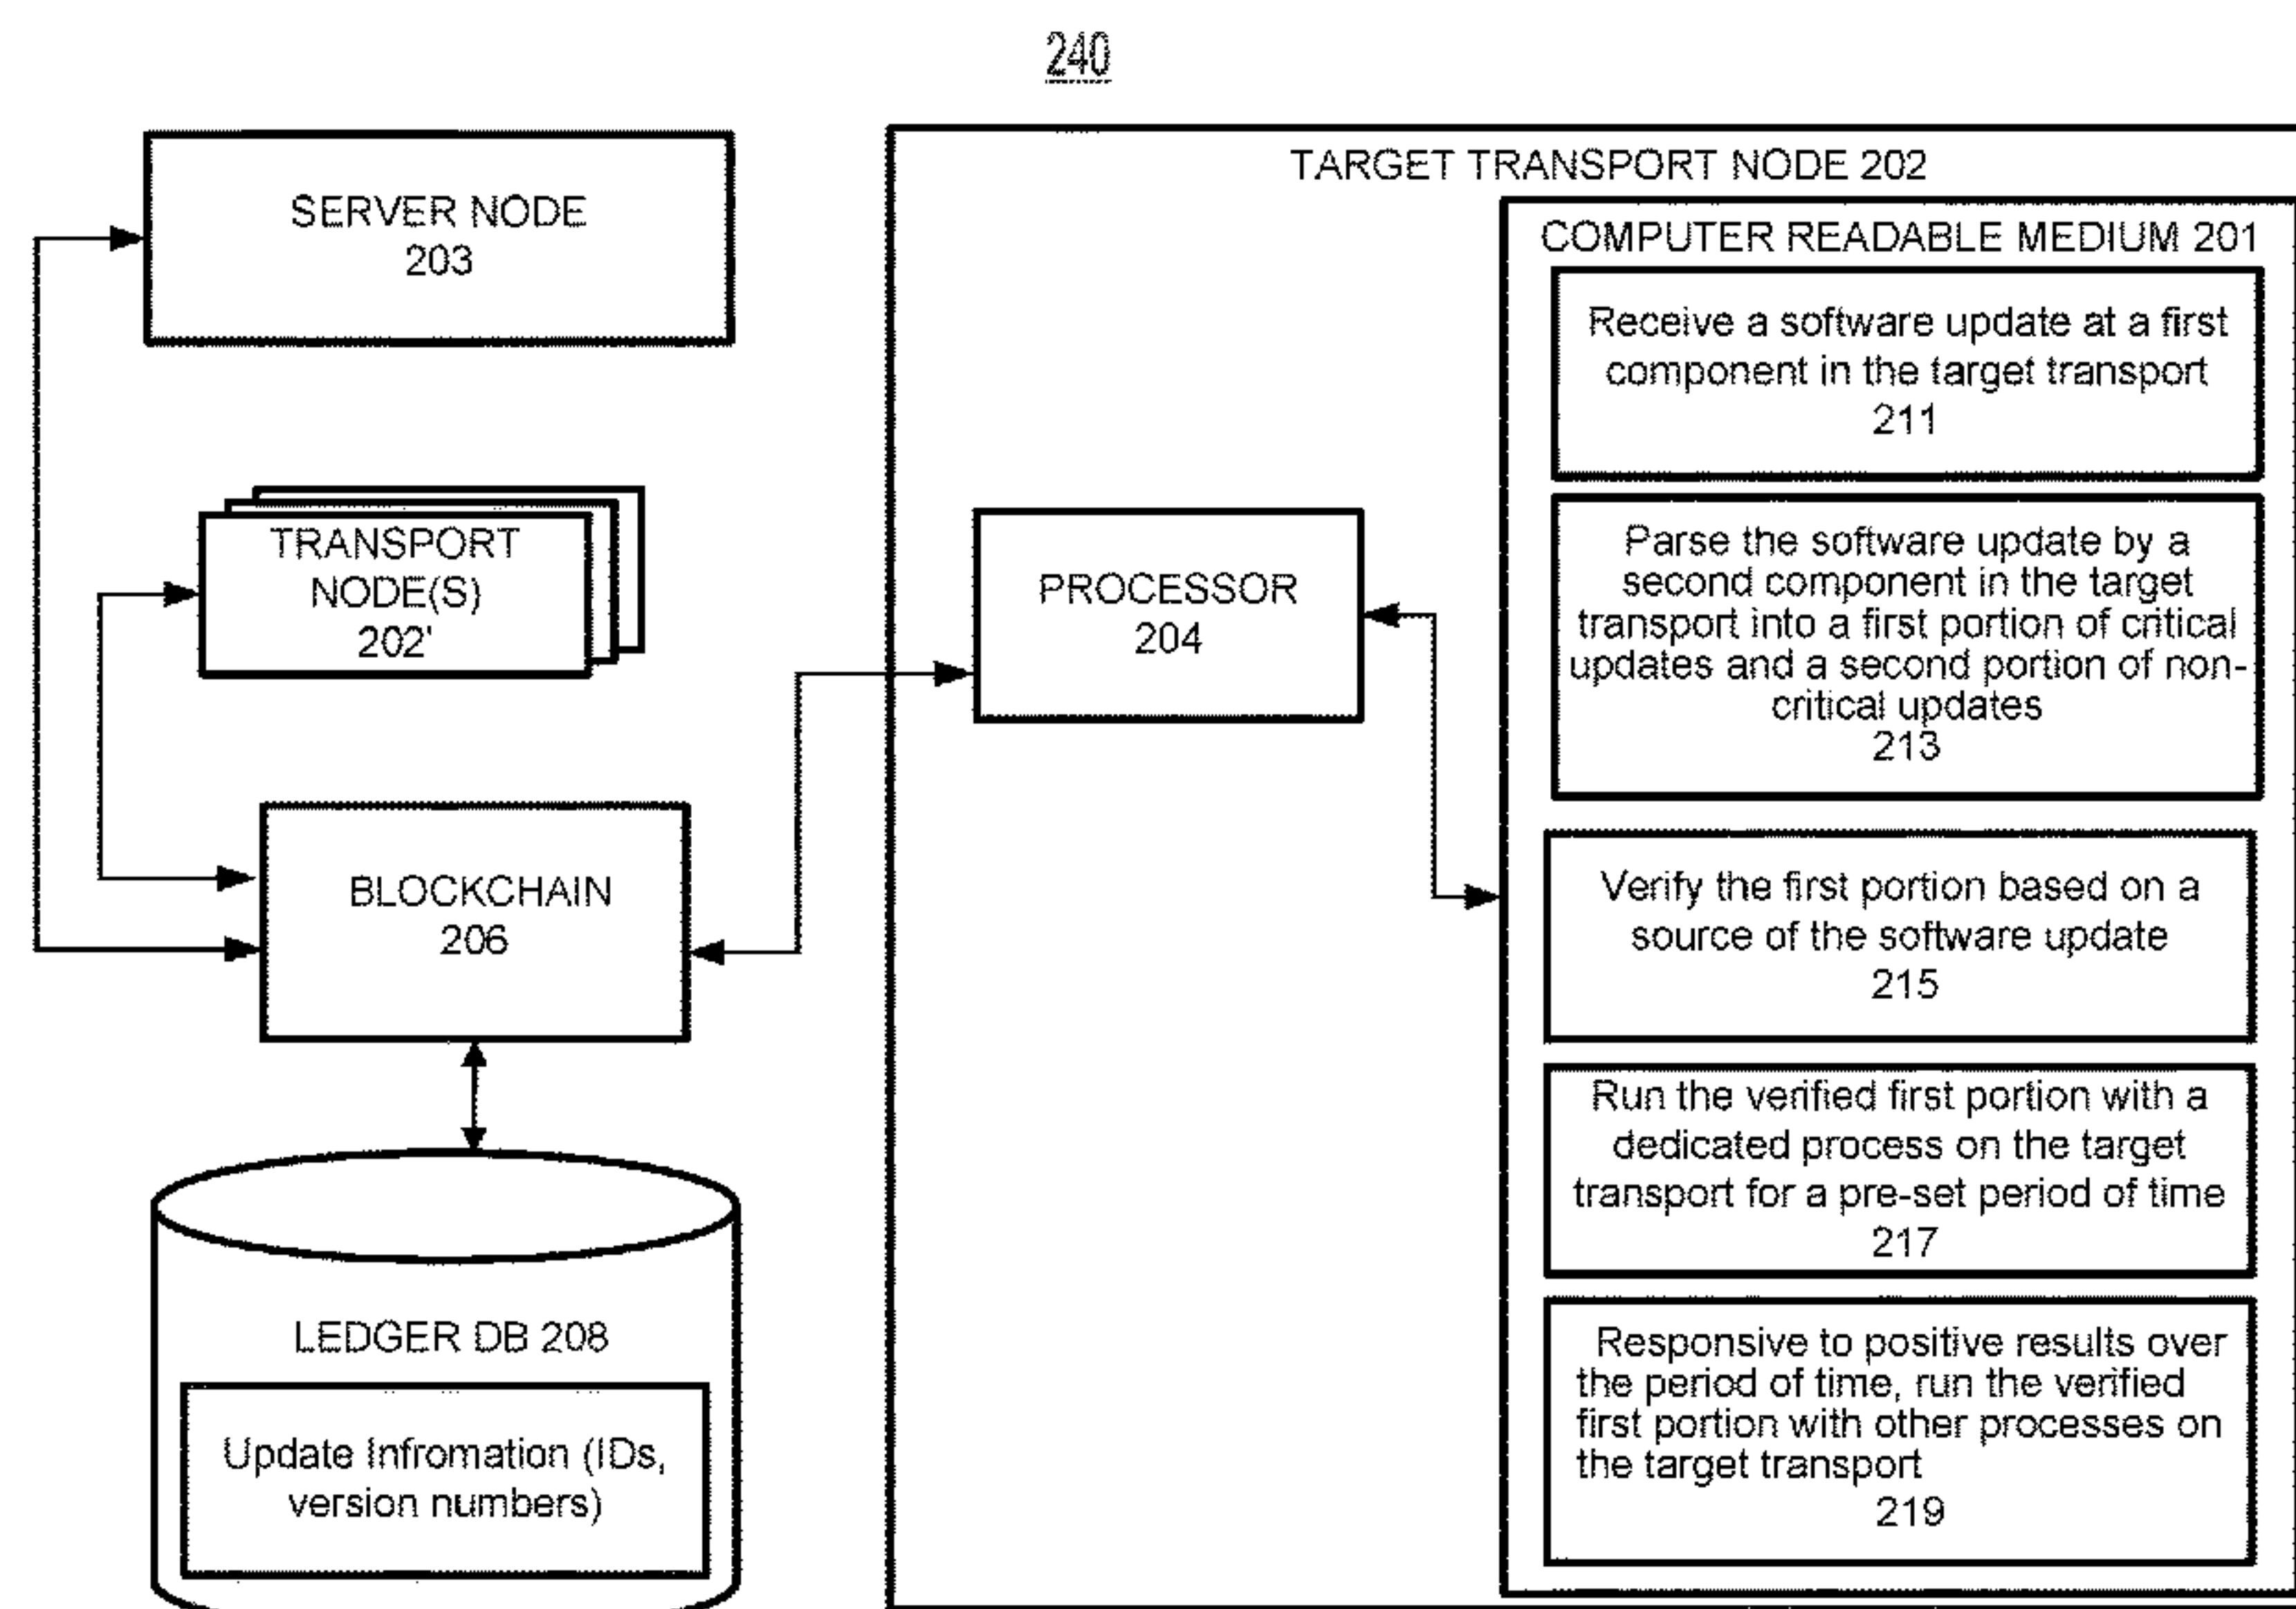 240
SERVER NODE
203
TRANSPORT
NODE(S)
202'
BLOCKCHAIN
206
LEDGER DB 208
Update Infromation (IDs,
version numbers)
TARGET TRANSPORT NODE 202
PROCESSOR
204
COMPUTER READABLE MEDIUM 201
Receive a software update at a first
component in the target transport
211
Parse the software update by a
second component in the target
transport into a first portion of critical
updates and a second portion of non-
critical updates
213
Verify the first portion based on a
source of the software update
215
Run the verified first portion with a
dedicated process on the target
transport for a pre-set period of time
217
Responsive to positive results over
the period of time, run the verified
first portion with other processes on
the target transport
219